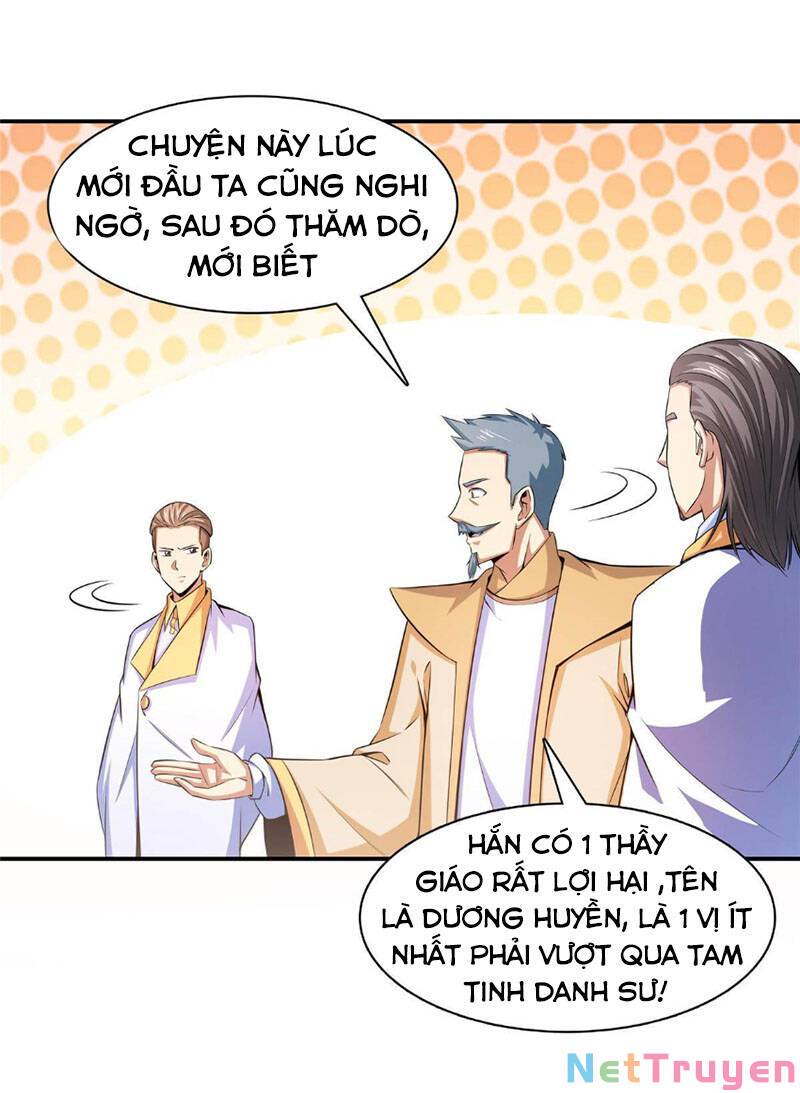 CHUYỆN NÀY LÚC
MỚI ĐẦU TA CŨNG NGHI
NGỜ, SAU ĐÓ THĂM DÒ,
MỚI BIẾT
HẮN CÓ 1 THẦY
GIÁO RẤT LỢI HẠI ,TÊN
LÀ DƯƠNG HUYỀN, LÀ 1 VỊ ÍT
NHẤT PHẢI VƯỢT QUA TAM
TINH DANH SƯ!
NetTruyen